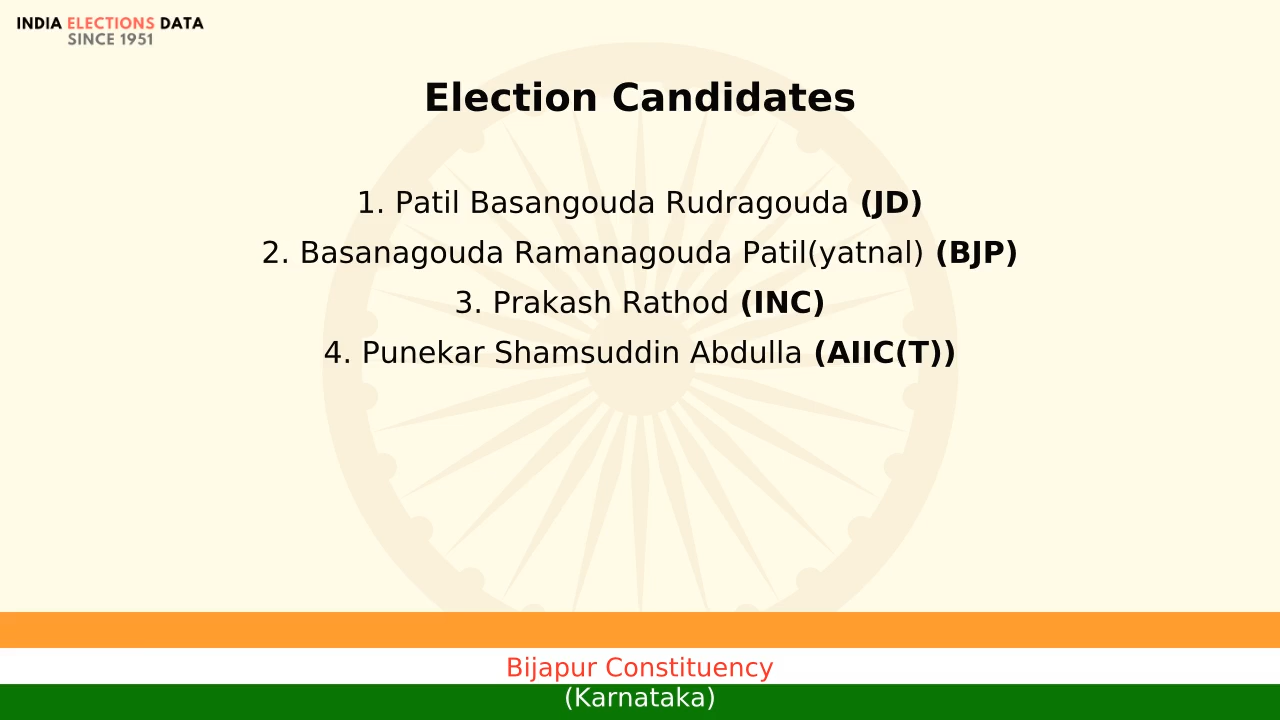 INDIA ELECTIONS DATA
SINCE 1951
Election Candidates
1. Patil Basangouda Rudragouda (JD)
2. Basanagouda Ramanagouda Patil(yatnal) (BJP)
3. Prakash Rathod (INC)
4. Punekar Shamsuddin Abdulla (AIIC(T))
Bijapur Constituency
(Karnataka)